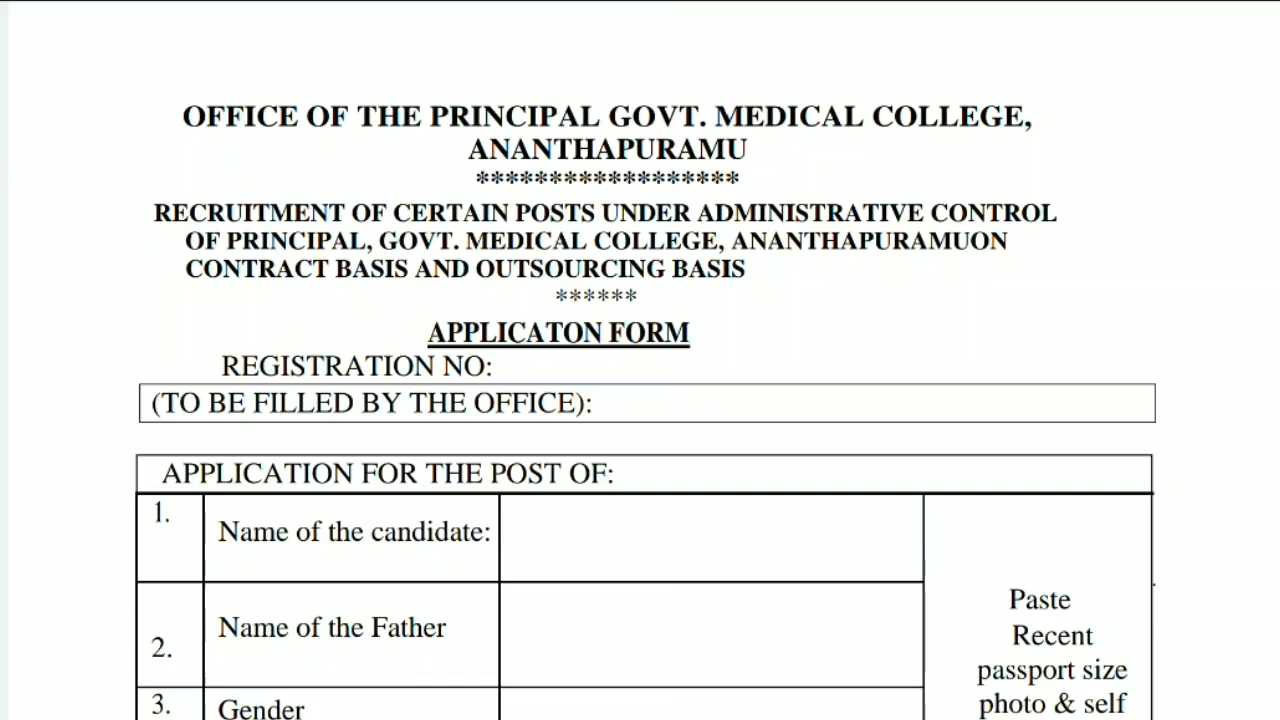 OFFICE OF THE PRINCIPAL GOVT. MEDICAL COLLEGE,
ANANTHAPURAMU
******************
RECRUITMENT OF CERTAIN POSTS UNDER ADMINISTRATIVE CONTROL
OF PRINCIPAL, GOVT. MEDICAL COLLEGE, ANANTHAPURAMUON
CONTRACT BASIS AND OUTSOURCING BASIS
******
APPLICATON FORM
REGISTRATION NO:
(TO BE FILLED BY THE OFFICE):
APPLICATION FOR THE POST OF:
1. Name of the candidate:
2. Name of the Father
3. Gender
Paste
Recent
passport size
photo & self